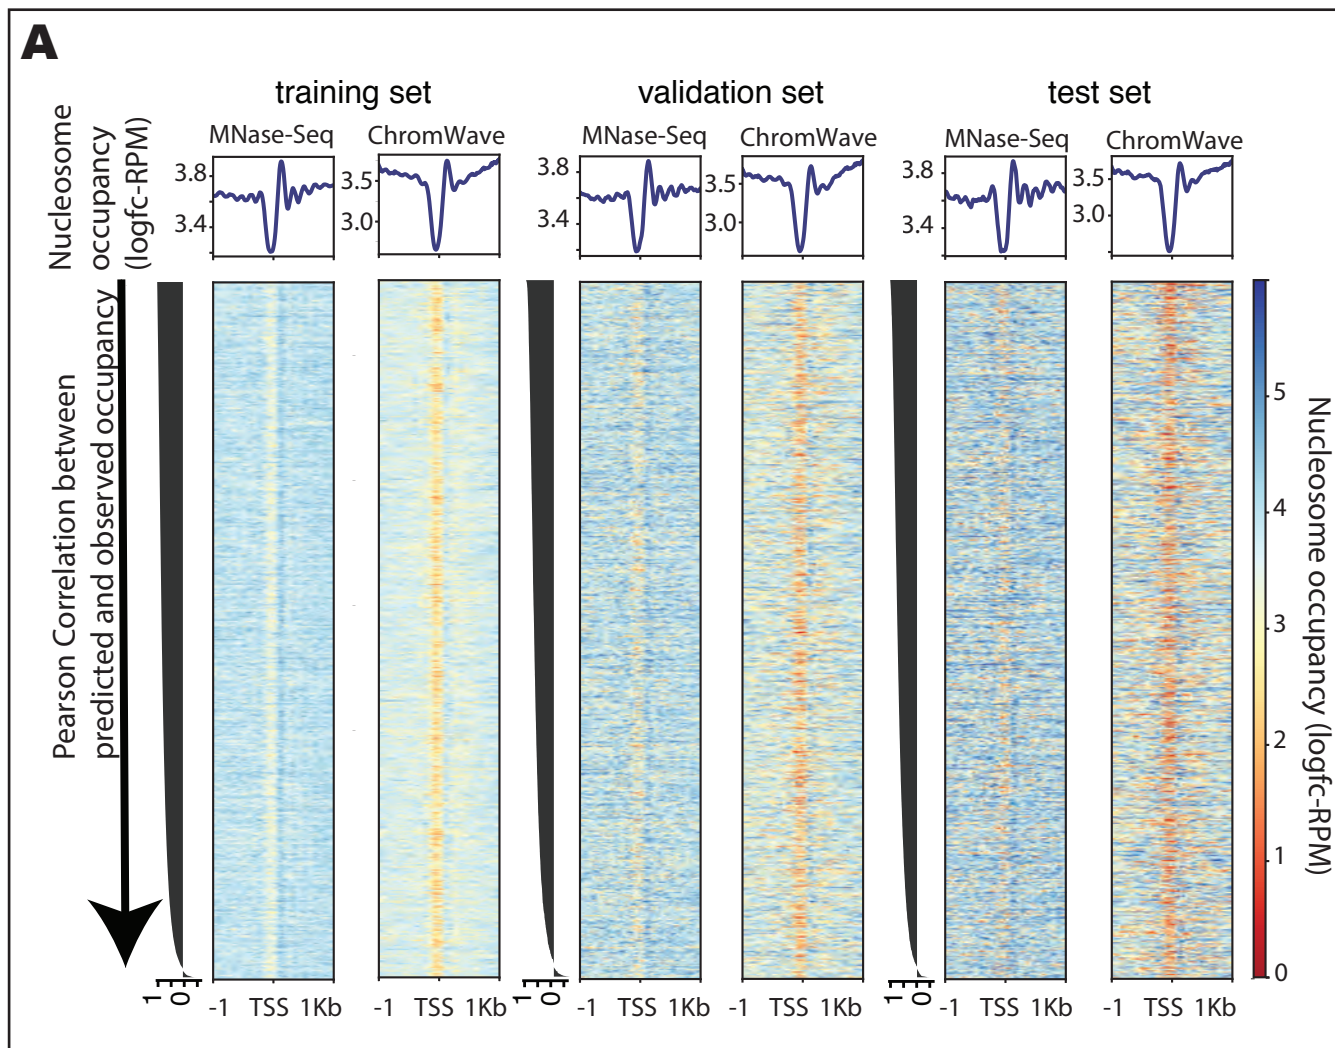 A
training set
validation set
test set
MNase-Seq
ChromWave
MNase-Seq
ChromWave
MNase-Seq
ChromWave
Nucleosome
occupancy
(logfc-RPM)
3.8
3.4
3.5
3.0
3.8
3.4
3.5
3.0
3.8
3.4
3.5
3.0
Pearson Correlation between
predicted and observed occupancy
1
0
-1 TSS 1Kb
-1 TSS 1Kb
1
0
-1 TSS 1Kb
-1 TSS 1Kb
1
0
-1 TSS 1Kb
-1 TSS 1Kb
5
4
3
2
1
0
Nucleosome occupancy (logfc-RPM)